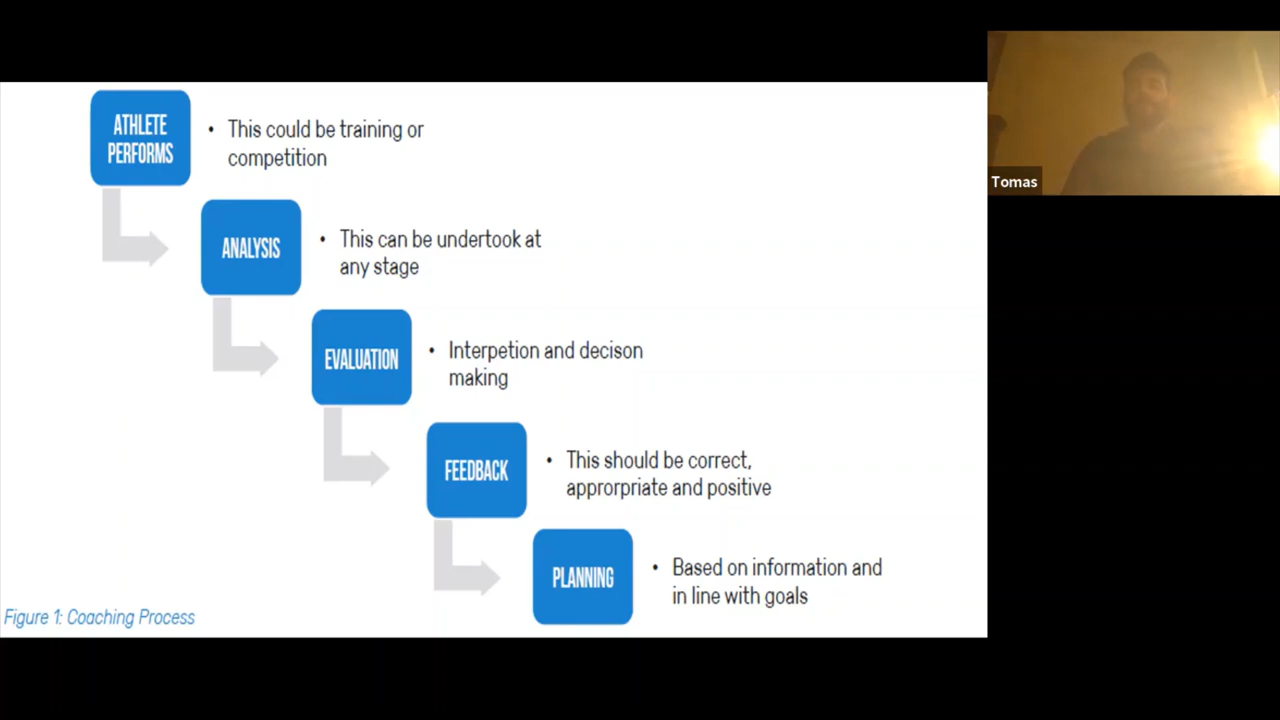 ATHLETE
PERFORMS
• This could be training or
competition
Tomas
ANALYSIS
• This can be undertook at
any stage
EVALUATION
• Interpetion and decison
making
FEEDBACK
• This should be correct,
approrpriate and positive
PLANNING
• Based on information and
in line with goals
Figure 1: Coaching Process